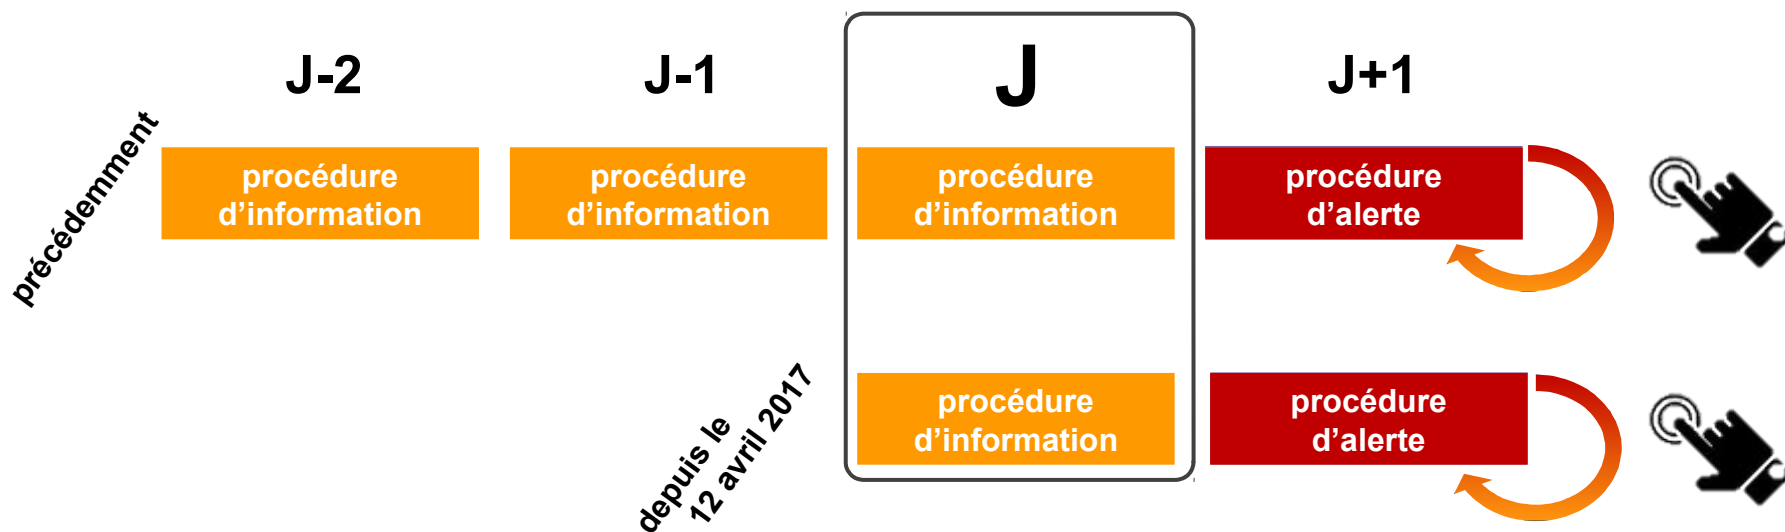 J-2
J-1
J
J+1
précédemment
procédure
d’information
procédure
d’information
procédure
d’information
procédure
d’alerte
depuis le
12 avril 2017
procédure
d’information
procédure
d’alerte